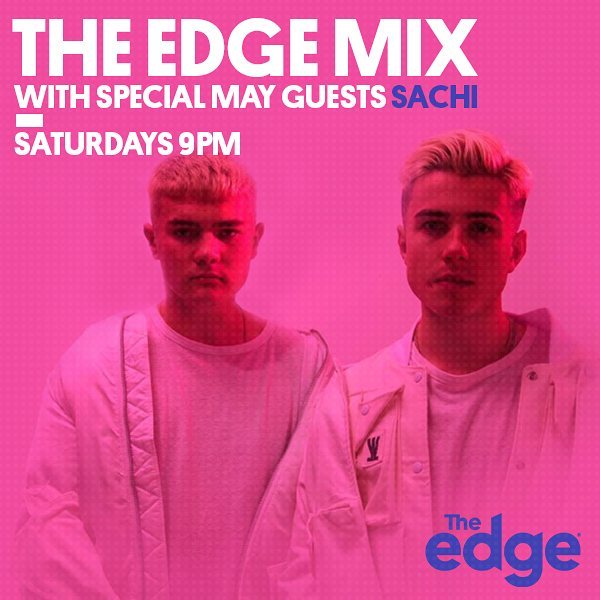 THE EDGE MIX
WITH SPECIAL MAY GUESTS SACHI
SATURDAYS 9PM
The
edge